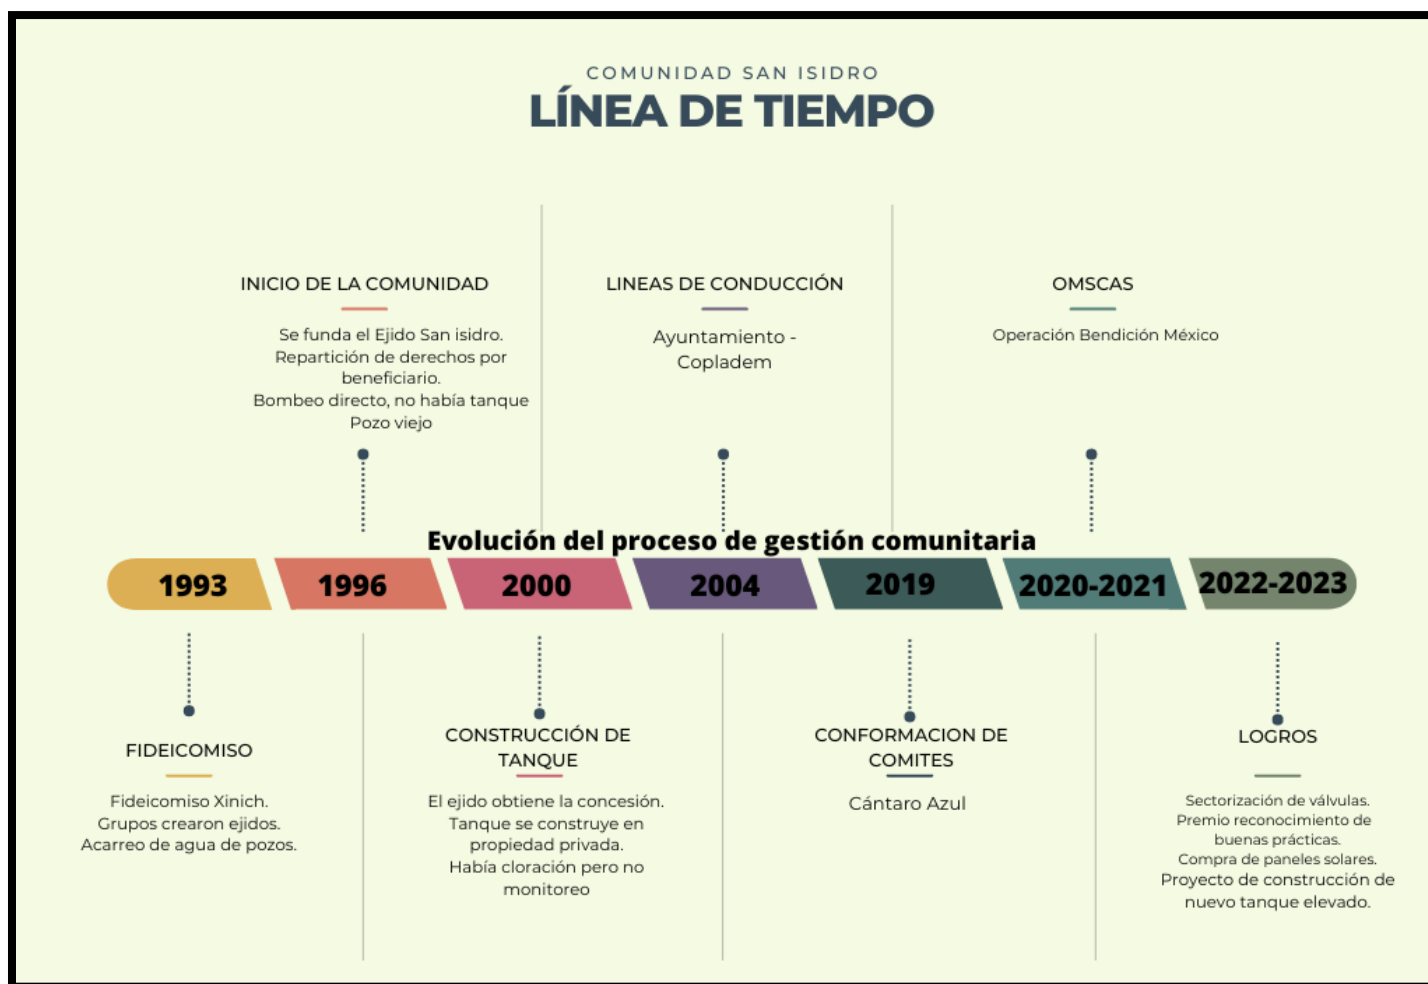 COMUNIDAD SAN ISIDRO
LÍNEA DE TIEMPO
INICIO DE LA COMUNIDAD
Se funda el Ejido San isidro.
Repartición de derechos por
beneficiario.
Bombeo directo, no había tanque
Pozo viejo
LINEAS DE CONDUCCIÓN
Ayuntamiento -
Copladem
OMSCAS
Operación Bendición México
Evolución del proceso de gestión comunitaria
1993
1996
2000
2004
2019
2020-2021
2022-2023
FIDEICOMISO
Fideicomiso Xinich.
Grupos crearon ejidos.
Acarreo de agua de pozos.
CONSTRUCCIÓN DE
TANQUE
El ejido obtiene la concesión.
Tanque se construye en
propiedad privada.
Había cloración pero no
monitoreo
CONFORMACION DE
COMITES
Cántaro Azul
LOGROS
Sectorización de válvulas.
Premio reconocimiento de
buenas prácticas.
Compra de paneles solares.
Proyecto de construcción de
nuevo tanque elevado.